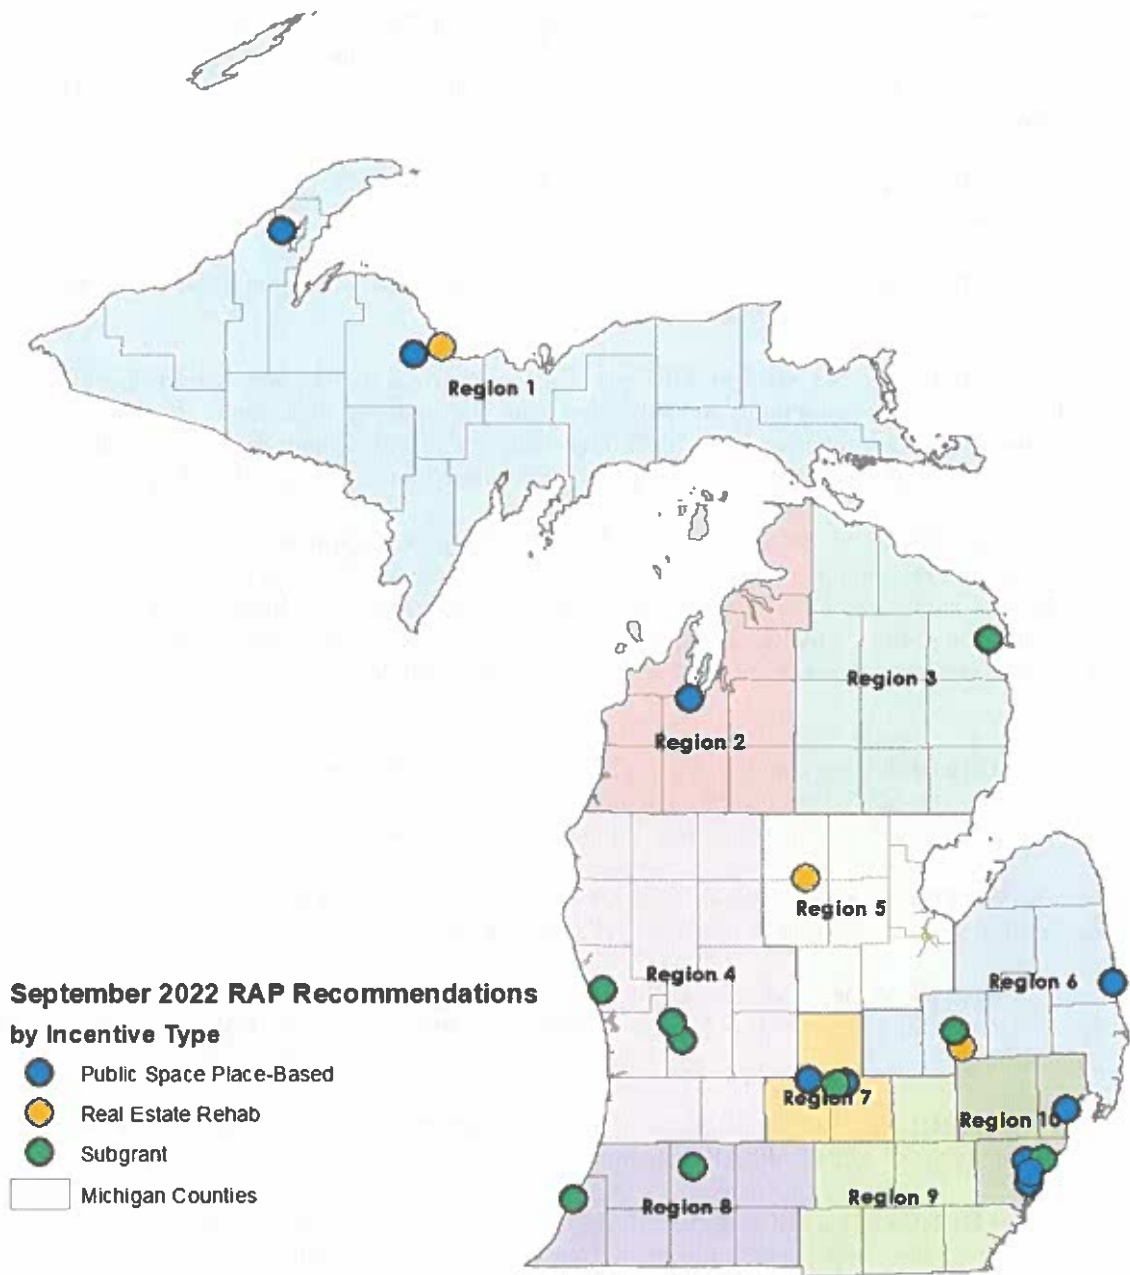 Region 1
Region 3
Region 2
Region 5
Region 4
Region 6
Region 7
Region 10
Region 8
Region 9
September 2022 RAP Recommendations
by Incentive Type
Public Space Place-Based
Real Estate Rehab
Subgrant
Michigan Counties